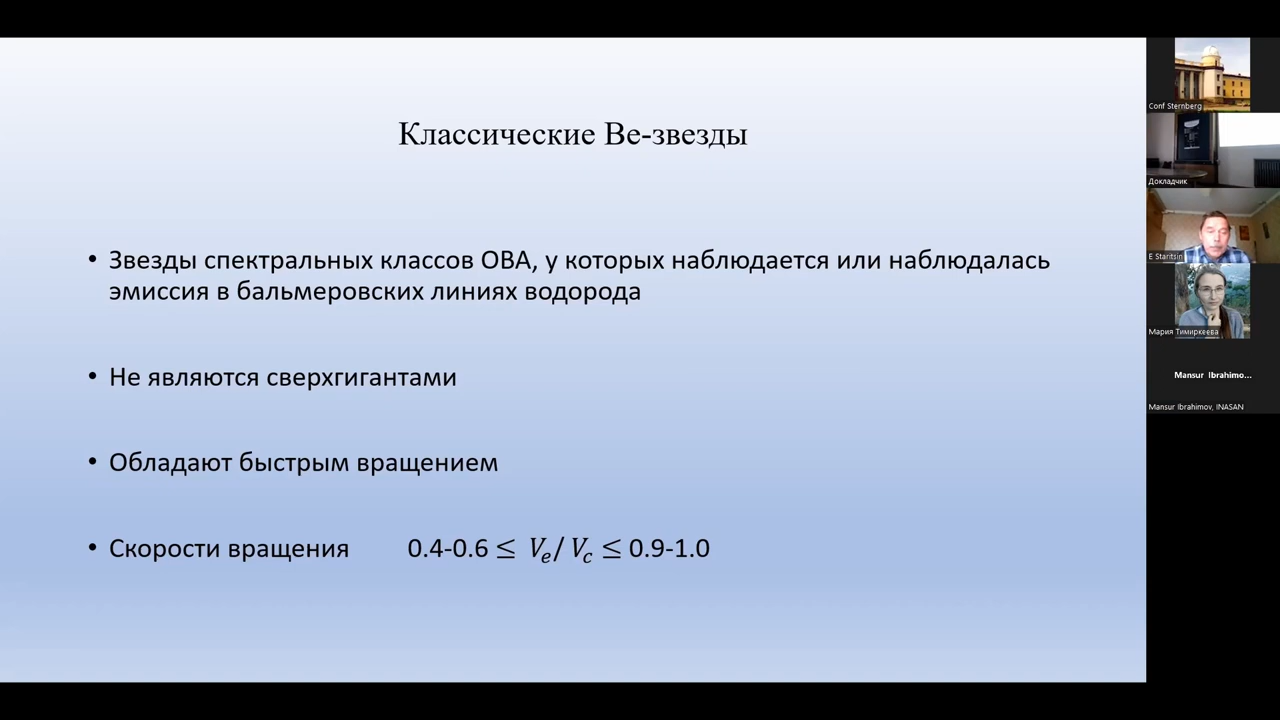 Классические Be-звезды
• Звезды спектральных классов OBA, у которых наблюдается или наблюдалась
эмиссия в бальмеровских линиях водорода
• Не являются сверхгигантами
• Обладают быстрым вращением
• Скорости вращения 0.4-0.6 ≤ Vₑ/ V_c ≤ 0.9-1.0
Conf Sternberg
Докладчик
E Staritsin
Мария Тимиркеева
Mansur Ibrahimo...
Mansur Ibrahimov, INASAN